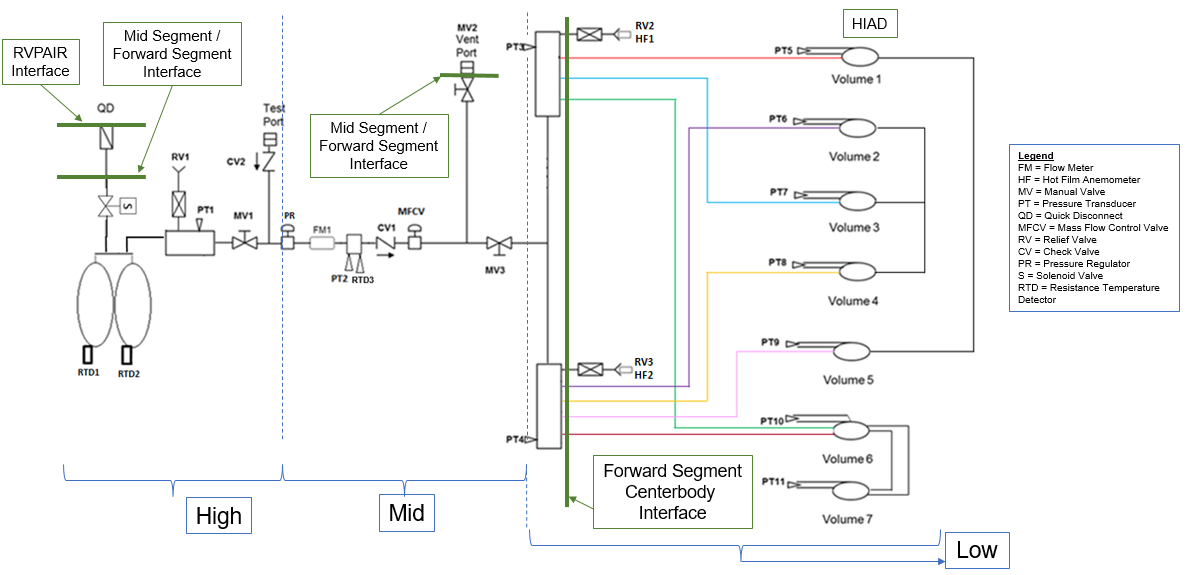 RVPAIR
Interface
Mid Segment /
Forward Segment
Interface
QD
S
RV1
PT1
RTD1
RTD2
MV1
Test
Port
CV2
PR
FM1
PT2
RTD3
CV1
MFCV
MV2
Vent
Port
Mid Segment /
Forward Segment
Interface
MV3
PT3
RV2
HF1
PT4
RV3
HF2
HIAD
PT5
Volume 1
PT6
Volume 2
PT7
Volume 3
PT8
Volume 4
PT9
Volume 5
PT10
Volume 6
PT11
Volume 7
Forward Segment
Centerbody
Interface
High
Mid
Low
Legend
FM = Flow Meter
HF = Hot Film Anemometer
MV = Manual Valve
PT = Pressure Transducer
QD = Quick Disconnect
MFCV = Mass Flow Control Valve
RV = Relief Valve
CV = Check Valve
PR = Pressure Regulator
S = Solenoid Valve
RTD = Resistance Temperature
Detector